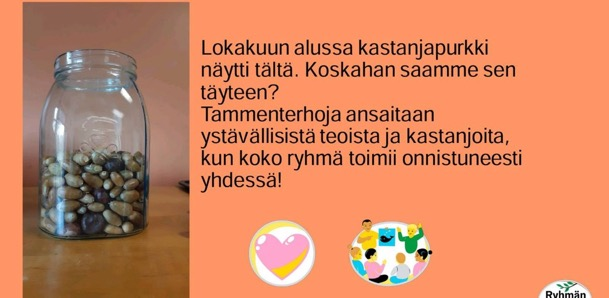 Lokakuun alussa kastanjapurkki
näytti tältä. Koskahan saamme sen
täyteen?
Tammenterhoja ansaitaan
ystävällisistä teoista ja kastanjoita,
kun koko ryhmä toimii onnistuneesti
yhdessä!
Ryhmän